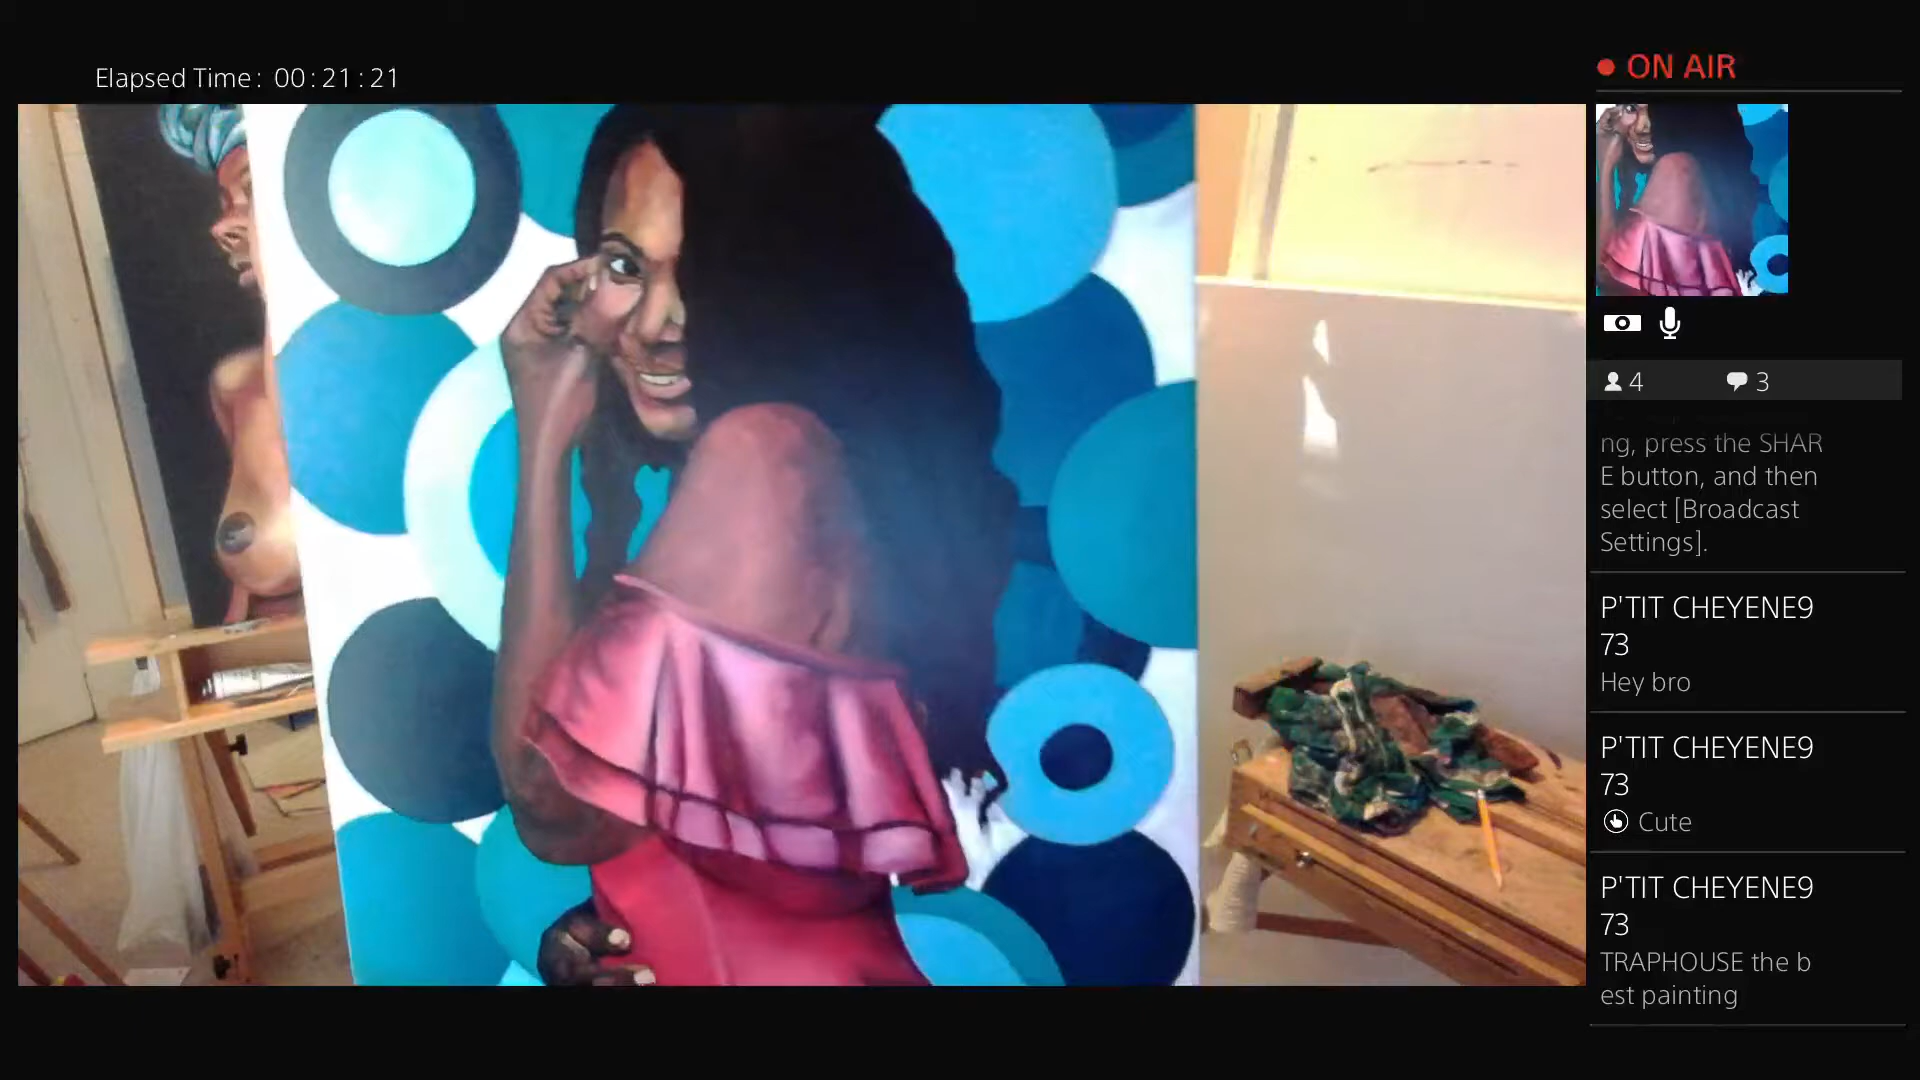 Elapsed Time: 00:21:21
ON AIR
4
3
ng, press the SHAR
E button, and then
select [Broadcast
Settings].
P'TIT CHEYENE9
73
Hey bro
P'TIT CHEYENE9
73
Cute
P'TIT CHEYENE9
73
TRAPHOUSE the b
est painting